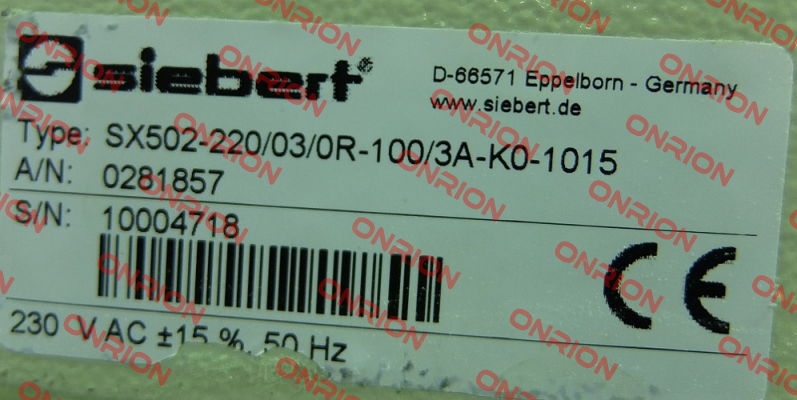 siebert®
D-66571 Eppelborn - Germany
www.siebert.de
Type: SX502-220/03/0R-100/3A-K0-1015
A/N: 0281857
S/N: 10004718
CE
230 V AC ±15 %, 50 Hz
ONRION